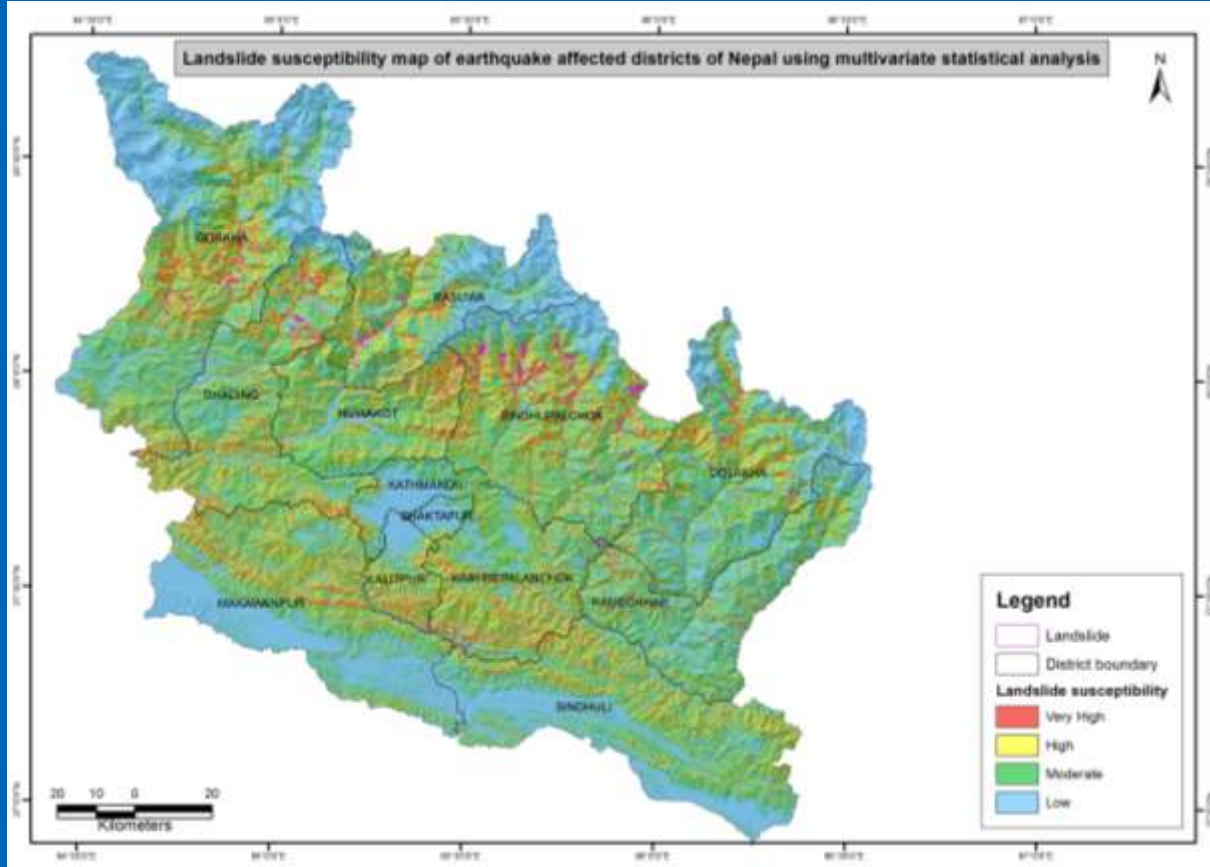 Landslide susceptibility map of earthquake affected districts of Nepal using multivariate statistical analysis
N
GORKHA
RASUWA
DHADING
NUWAKOT
SINDHUPALCHOK
DOLAKHA
KATHMANDU
BHAKTAPUR
LALITPUR
KABHREPALANCHOK
RAMECHHAP
MAKAWANPUR
SINDHULI
Legend
Landslide
District boundary
Landslide susceptibility
Very High
High
Moderate
Low
20 10 0 20
Kilometers